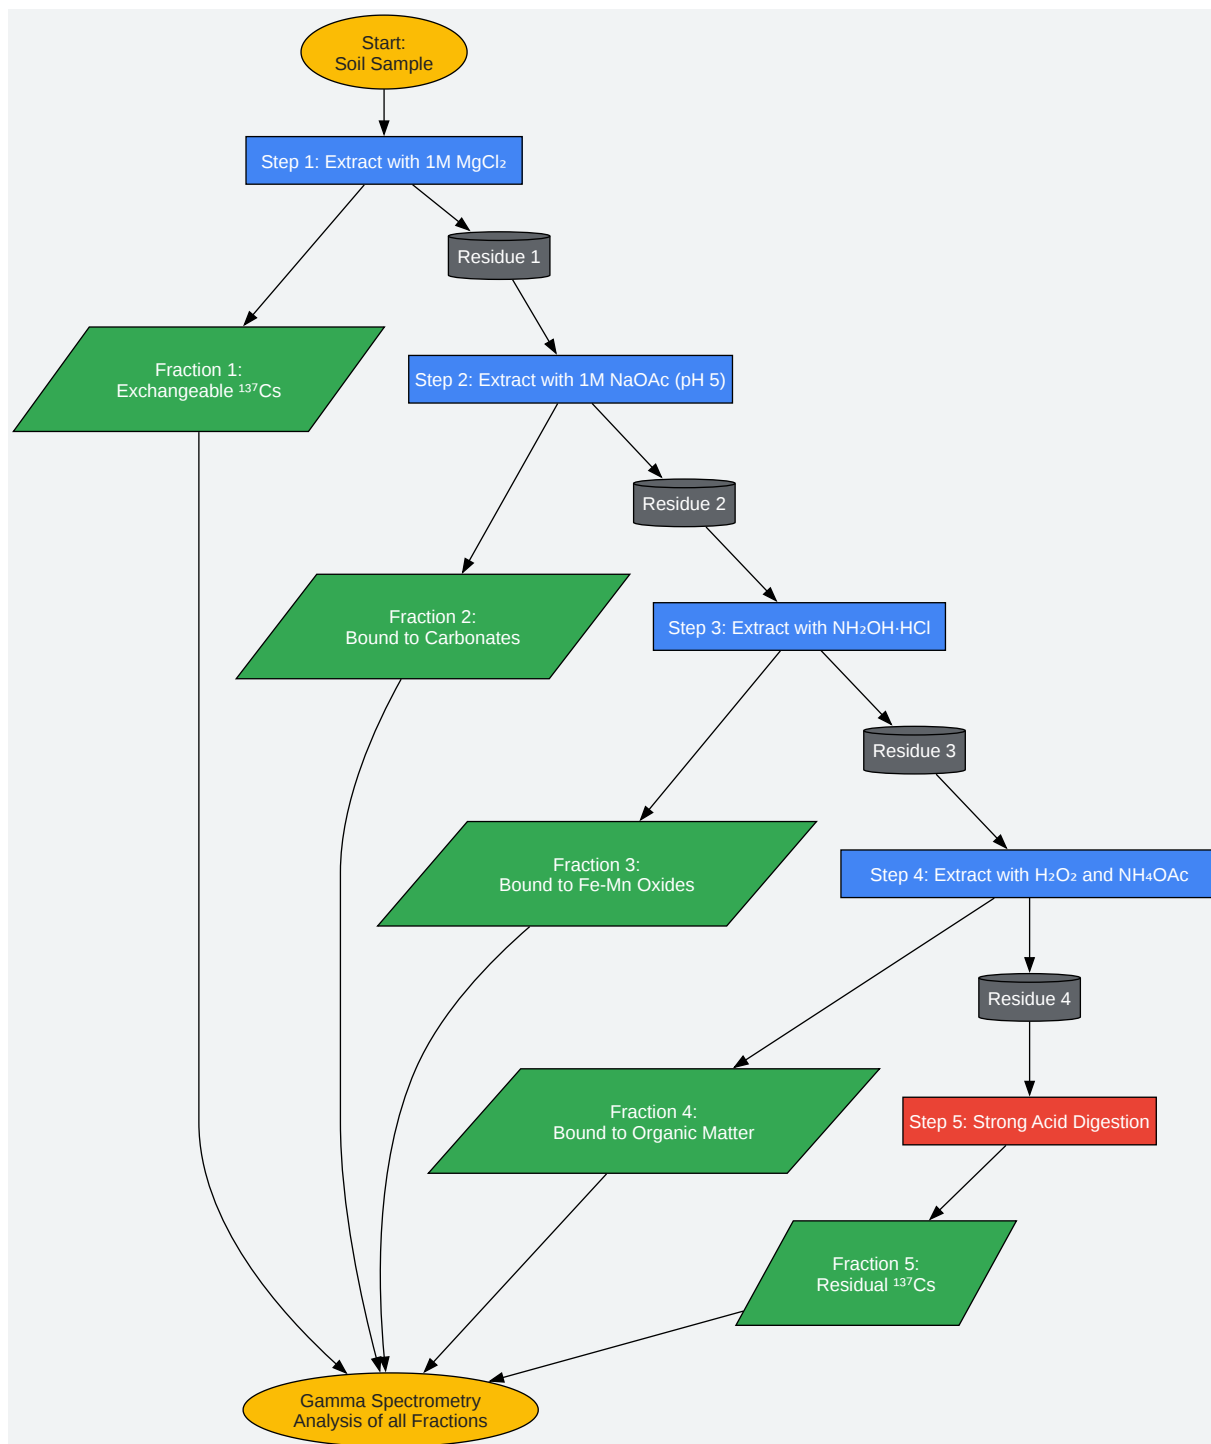 Start:
Soil Sample
Step 1: Extract with 1M MgCl₂
Residue 1
Fraction 1:
Exchangeable ¹³⁷Cs
Step 2: Extract with 1M NaOAc (pH 5)
Residue 2
Fraction 2:
Bound to Carbonates
Step 3: Extract with NH₂OH·HCl
Residue 3
Fraction 3:
Bound to Fe-Mn Oxides
Step 4: Extract with H₂O₂ and NH₄OAc
Residue 4
Fraction 4:
Bound to Organic Matter
Step 5: Strong Acid Digestion
Fraction 5:
Residual ¹³⁷Cs
Gamma Spectrometry
Analysis of all Fractions